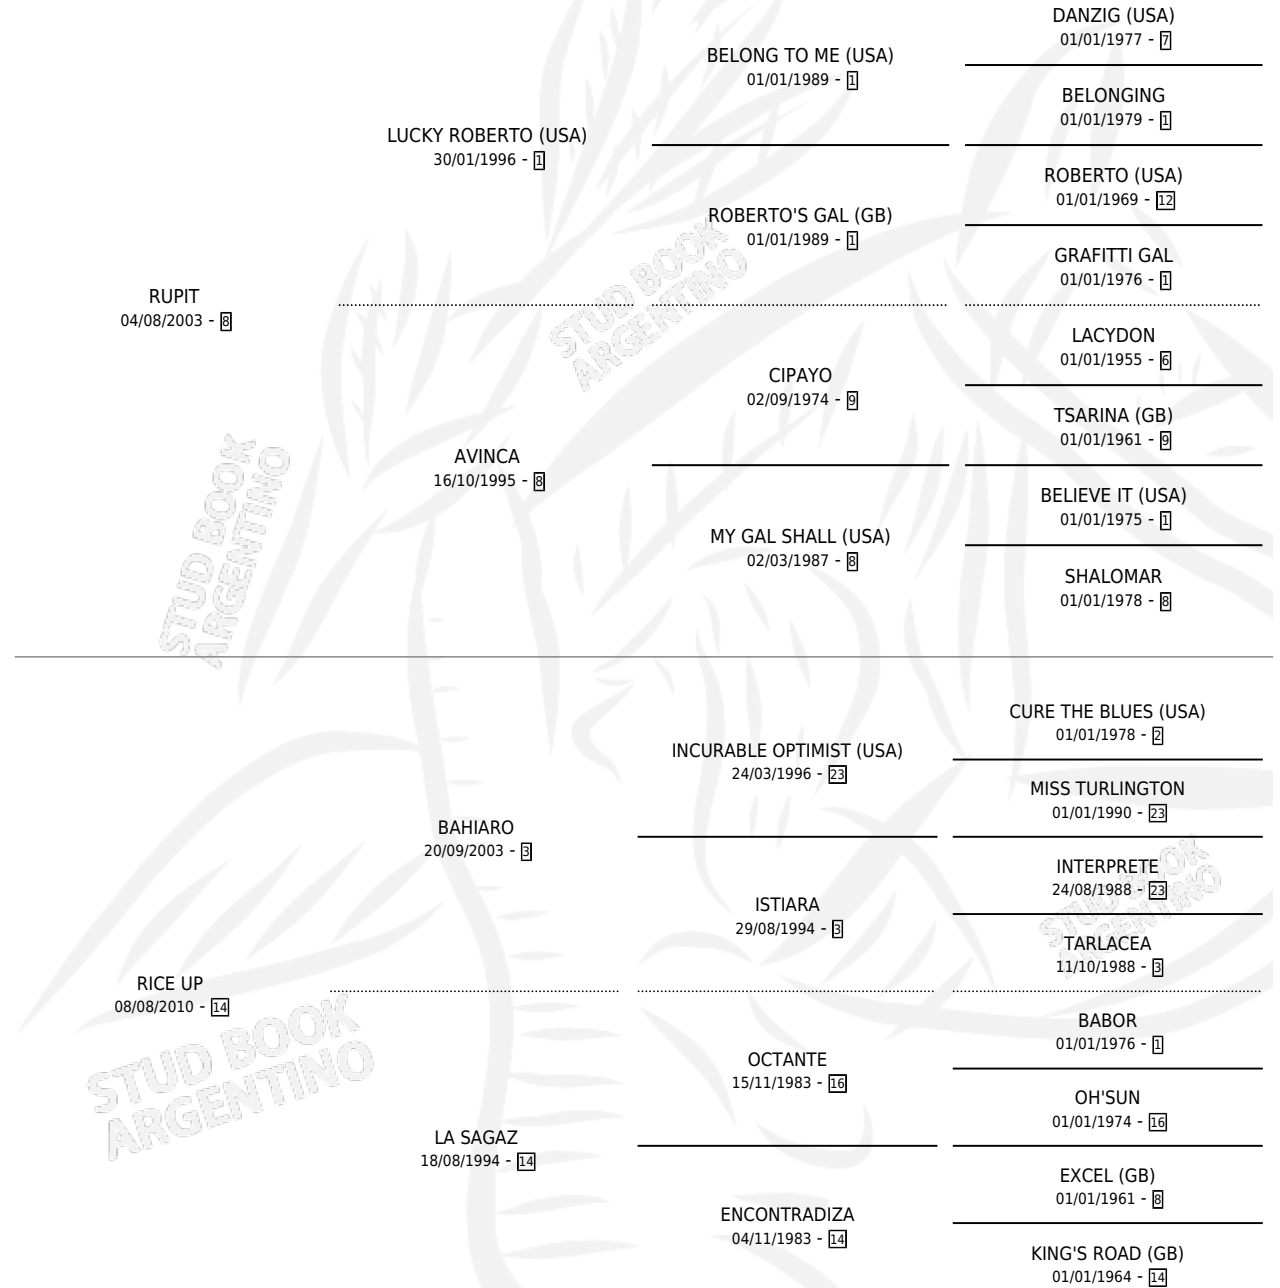 DANZIG (USA)
01/01/1977 - 7
BELONG TO ME (USA)
01/01/1989 - 1
BELONGING
01/01/1979 - 1
LUCKY ROBERTO (USA)
30/01/1996 - 1
ROBERTO (USA)
01/01/1969 - 12
ROBERTO'S GAL (GB)
01/01/1989 - 1
GRAFITTI GAL
01/01/1976 - 1
RUPIT
04/08/2003 - 8
LACYDON
01/01/1955 - 6
CIPAYO
02/09/1974 - 9
TSARINA (GB)
01/01/1961 - 9
AVINCA
16/10/1995 - 8
BELIEVE IT (USA)
01/01/1975 - 1
MY GAL SHALL (USA)
02/03/1987 - 8
SHALOMAR
01/01/1978 - 8
CURE THE BLUES (USA)
01/01/1978 - 2
INCURABLE OPTIMIST (USA)
24/03/1996 - 23
MISS TURLINGTON
01/01/1990 - 23
BAHIARO
20/09/2003 - 3
INTERPRETE
24/08/1988 - 23
ISTIARA
29/08/1994 - 3
TARLACEA
11/10/1988 - 3
RICE UP
08/08/2010 - 14
BABOR
01/01/1976 - 1
OCTANTE
15/11/1983 - 16
OH'SUN
01/01/1974 - 16
LA SAGAZ
18/08/1994 - 14
EXCEL (GB)
01/01/1961 - 8
ENCONTRADIZA
04/11/1983 - 14
KING'S ROAD (GB)
01/01/1964 - 14
STUD BOOK
ARGENTINO
STUD BOOK
ARGENTINO
STUD BOOK
ARGENTINO
STUD BOOK
ARGENTINO